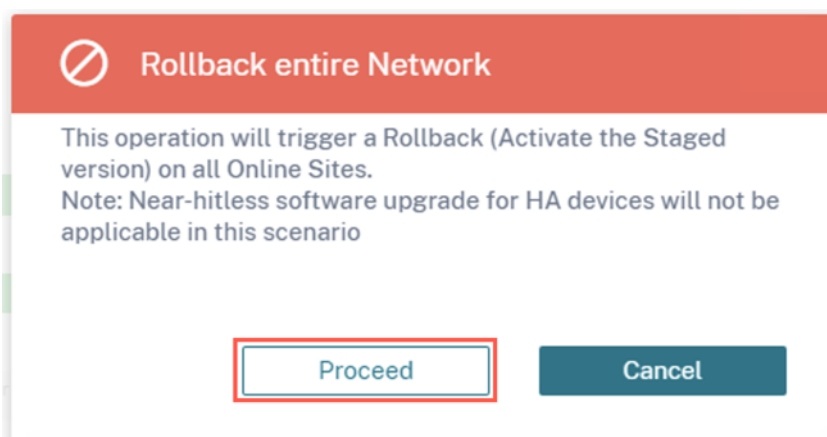 Rollback entire Network
This operation will trigger a Rollback (Activate the Staged
version) on all Online Sites.
Note: Near-hitless software upgrade for HA devices will not be
applicable in this scenario
Proceed
Cancel